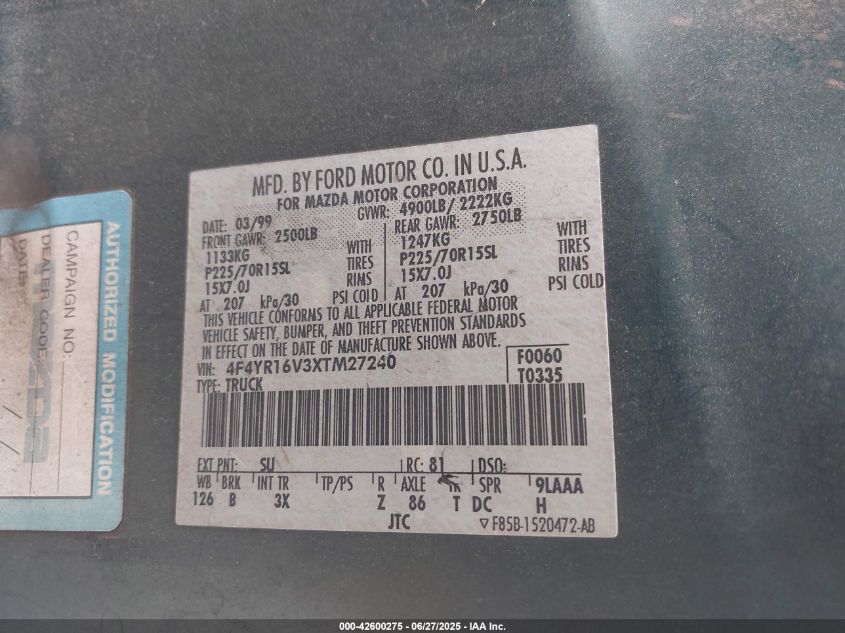 MFD. BY FORD MOTOR CO. IN U.S.A.
FOR MAZDA MOTOR CORPORATION
DATE: 03/99 GVWR: 4900LB/ 2222KG
FRONT GAWR: 2500LB REAR GAWR: 2750LB
1133KG WITH 1247KG WITH
P225/70R15SL TIRES P225/70R15SL TIRES
15X7.0J RIMS 15X7.0J RIMS
AT 207 kPa/30 PSI COLD AT 207 kPa/30 PSI COLD
THIS VEHICLE CONFORMS TO ALL APPLICABLE FEDERAL MOTOR
VEHICLE SAFETY, BUMPER, AND THEFT PREVENTION STANDARDS
IN EFFECT ON THE DATE OF MANUFACTURE SHOWN ABOVE.
VIN: 4F4YR16V3XTM27240 F0060
TYPE: TRUCK T0335
EXT PNT: SU RC: 81 DSO:
WB BRK INT TR TP/PS R AXLE TR SPR 9LAAA
126 B 3X Z 86 T DC H
JTC ▽F85B-1520472-AB
AUTHORIZED MODIFICATION
CAMPAIGN NO:
DEALER CODE:
DATE:
000-42600275 - 06/27/2025 - IAA Inc.